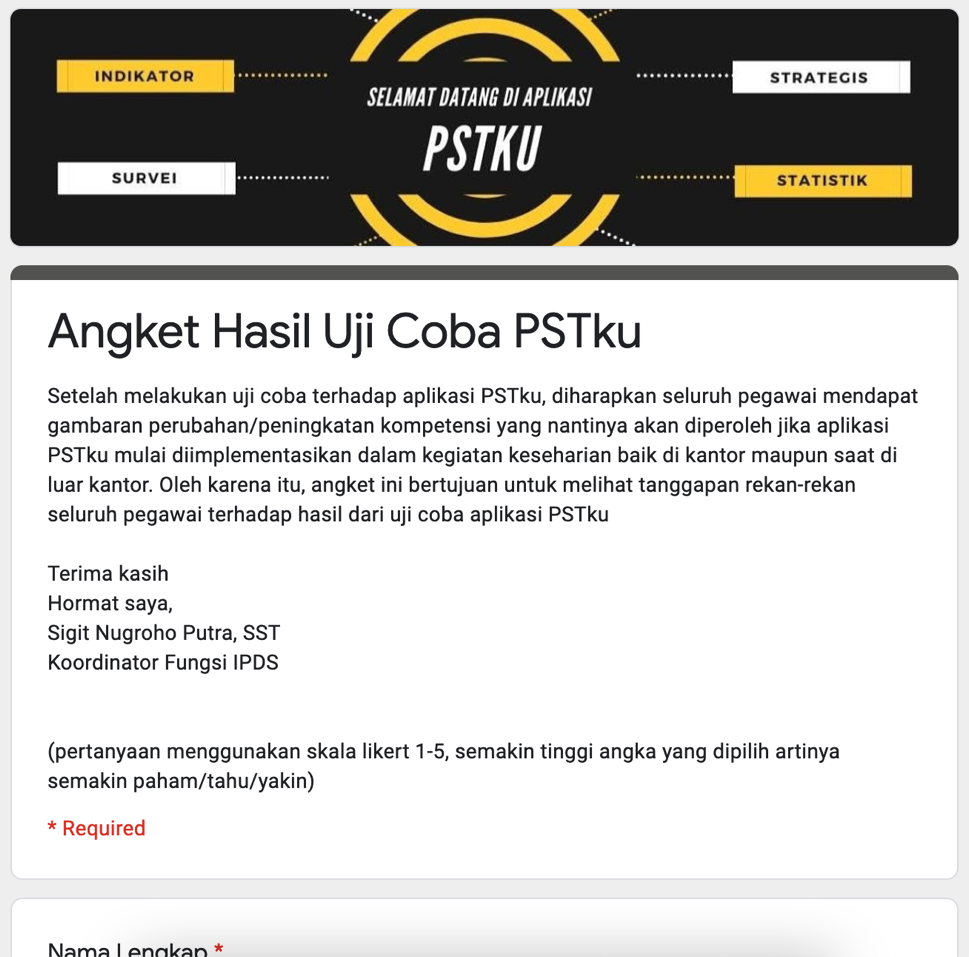 INDIKATOR
STRATEGIS
SELAMAT DATANG DI APLIKASI
PSTKU
SURVEI
STATISTIK
Angket Hasil Uji Coba PSTku
Setelah melakukan uji coba terhadap aplikasi PSTku, diharapkan seluruh pegawai mendapat
gambaran perubahan/peningkatan kompetensi yang nantinya akan diperoleh jika aplikasi
PSTku mulai diimplementasikan dalam kegiatan keseharian baik di kantor maupun saat di
luar kantor. Oleh karena itu, angket ini bertujuan untuk melihat tanggapan rekan-rekan
seluruh pegawai terhadap hasil dari uji coba aplikasi PSTku
Terima kasih
Hormat saya,
Sigit Nugroho Putra, SST
Koordinator Fungsi IPDS
(pertanyaan menggunakan skala likert 1-5, semakin tinggi angka yang dipilih artinya
semakin paham/tahu/yakin)
* Required
Nama Lengkap *